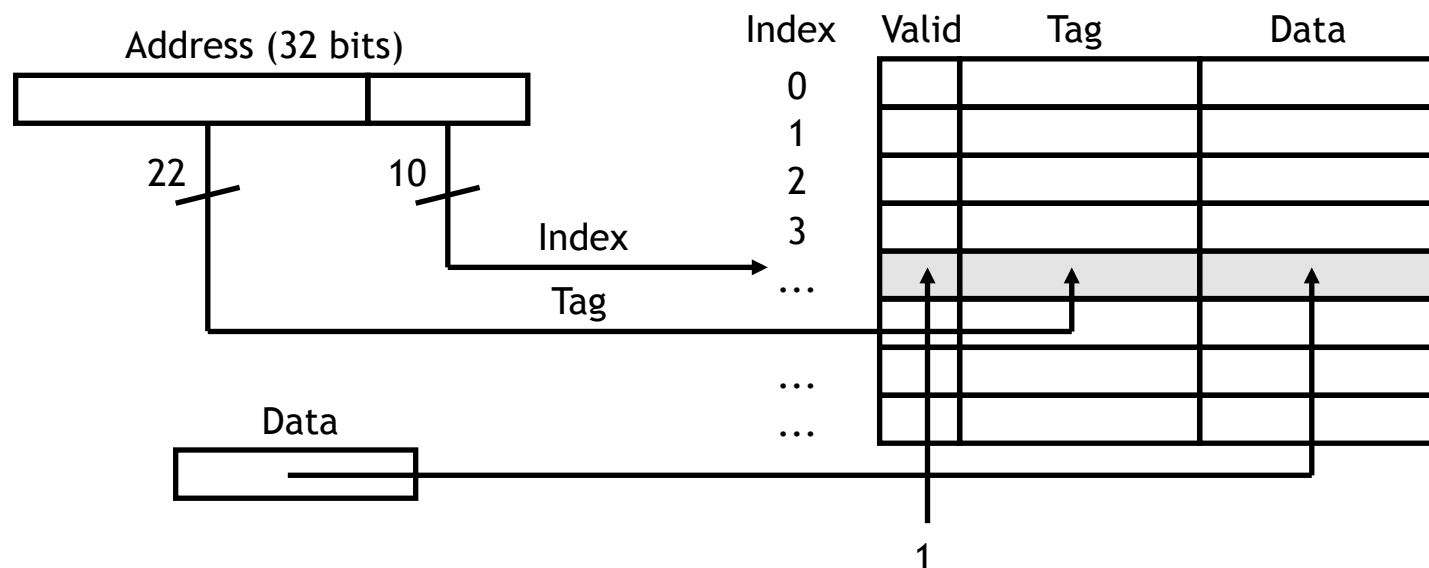 Address (32 bits)
Index Valid Tag Data
0
1
22 10
2
3
Index
...
Tag
...
Data
...
1